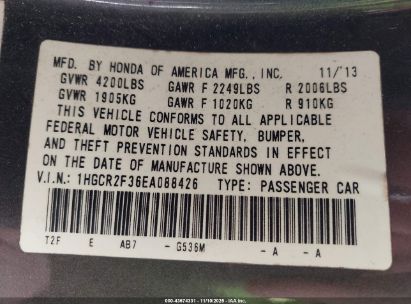 MFD. BY HONDA OF AMERICA MFG., INC. 11/13
GVWR 4200LBS GAWR F 2249LBS R 2006LBS
GVWR 1905KG GAWR F 1020KG R 910KG
THIS VEHICLE CONFORMS TO ALL APPLICABLE
FEDERAL MOTOR VEHICLE SAFETY, BUMPER,
AND THEFT PREVENTION STANDARDS IN EFFECT
ON THE DATE OF MANUFACTURE SHOWN ABOVE.
V.I.N.: 1HGCR2F36EA088426 TYPE: PASSENGER CAR
T2F E AB7 - G536M - A - A